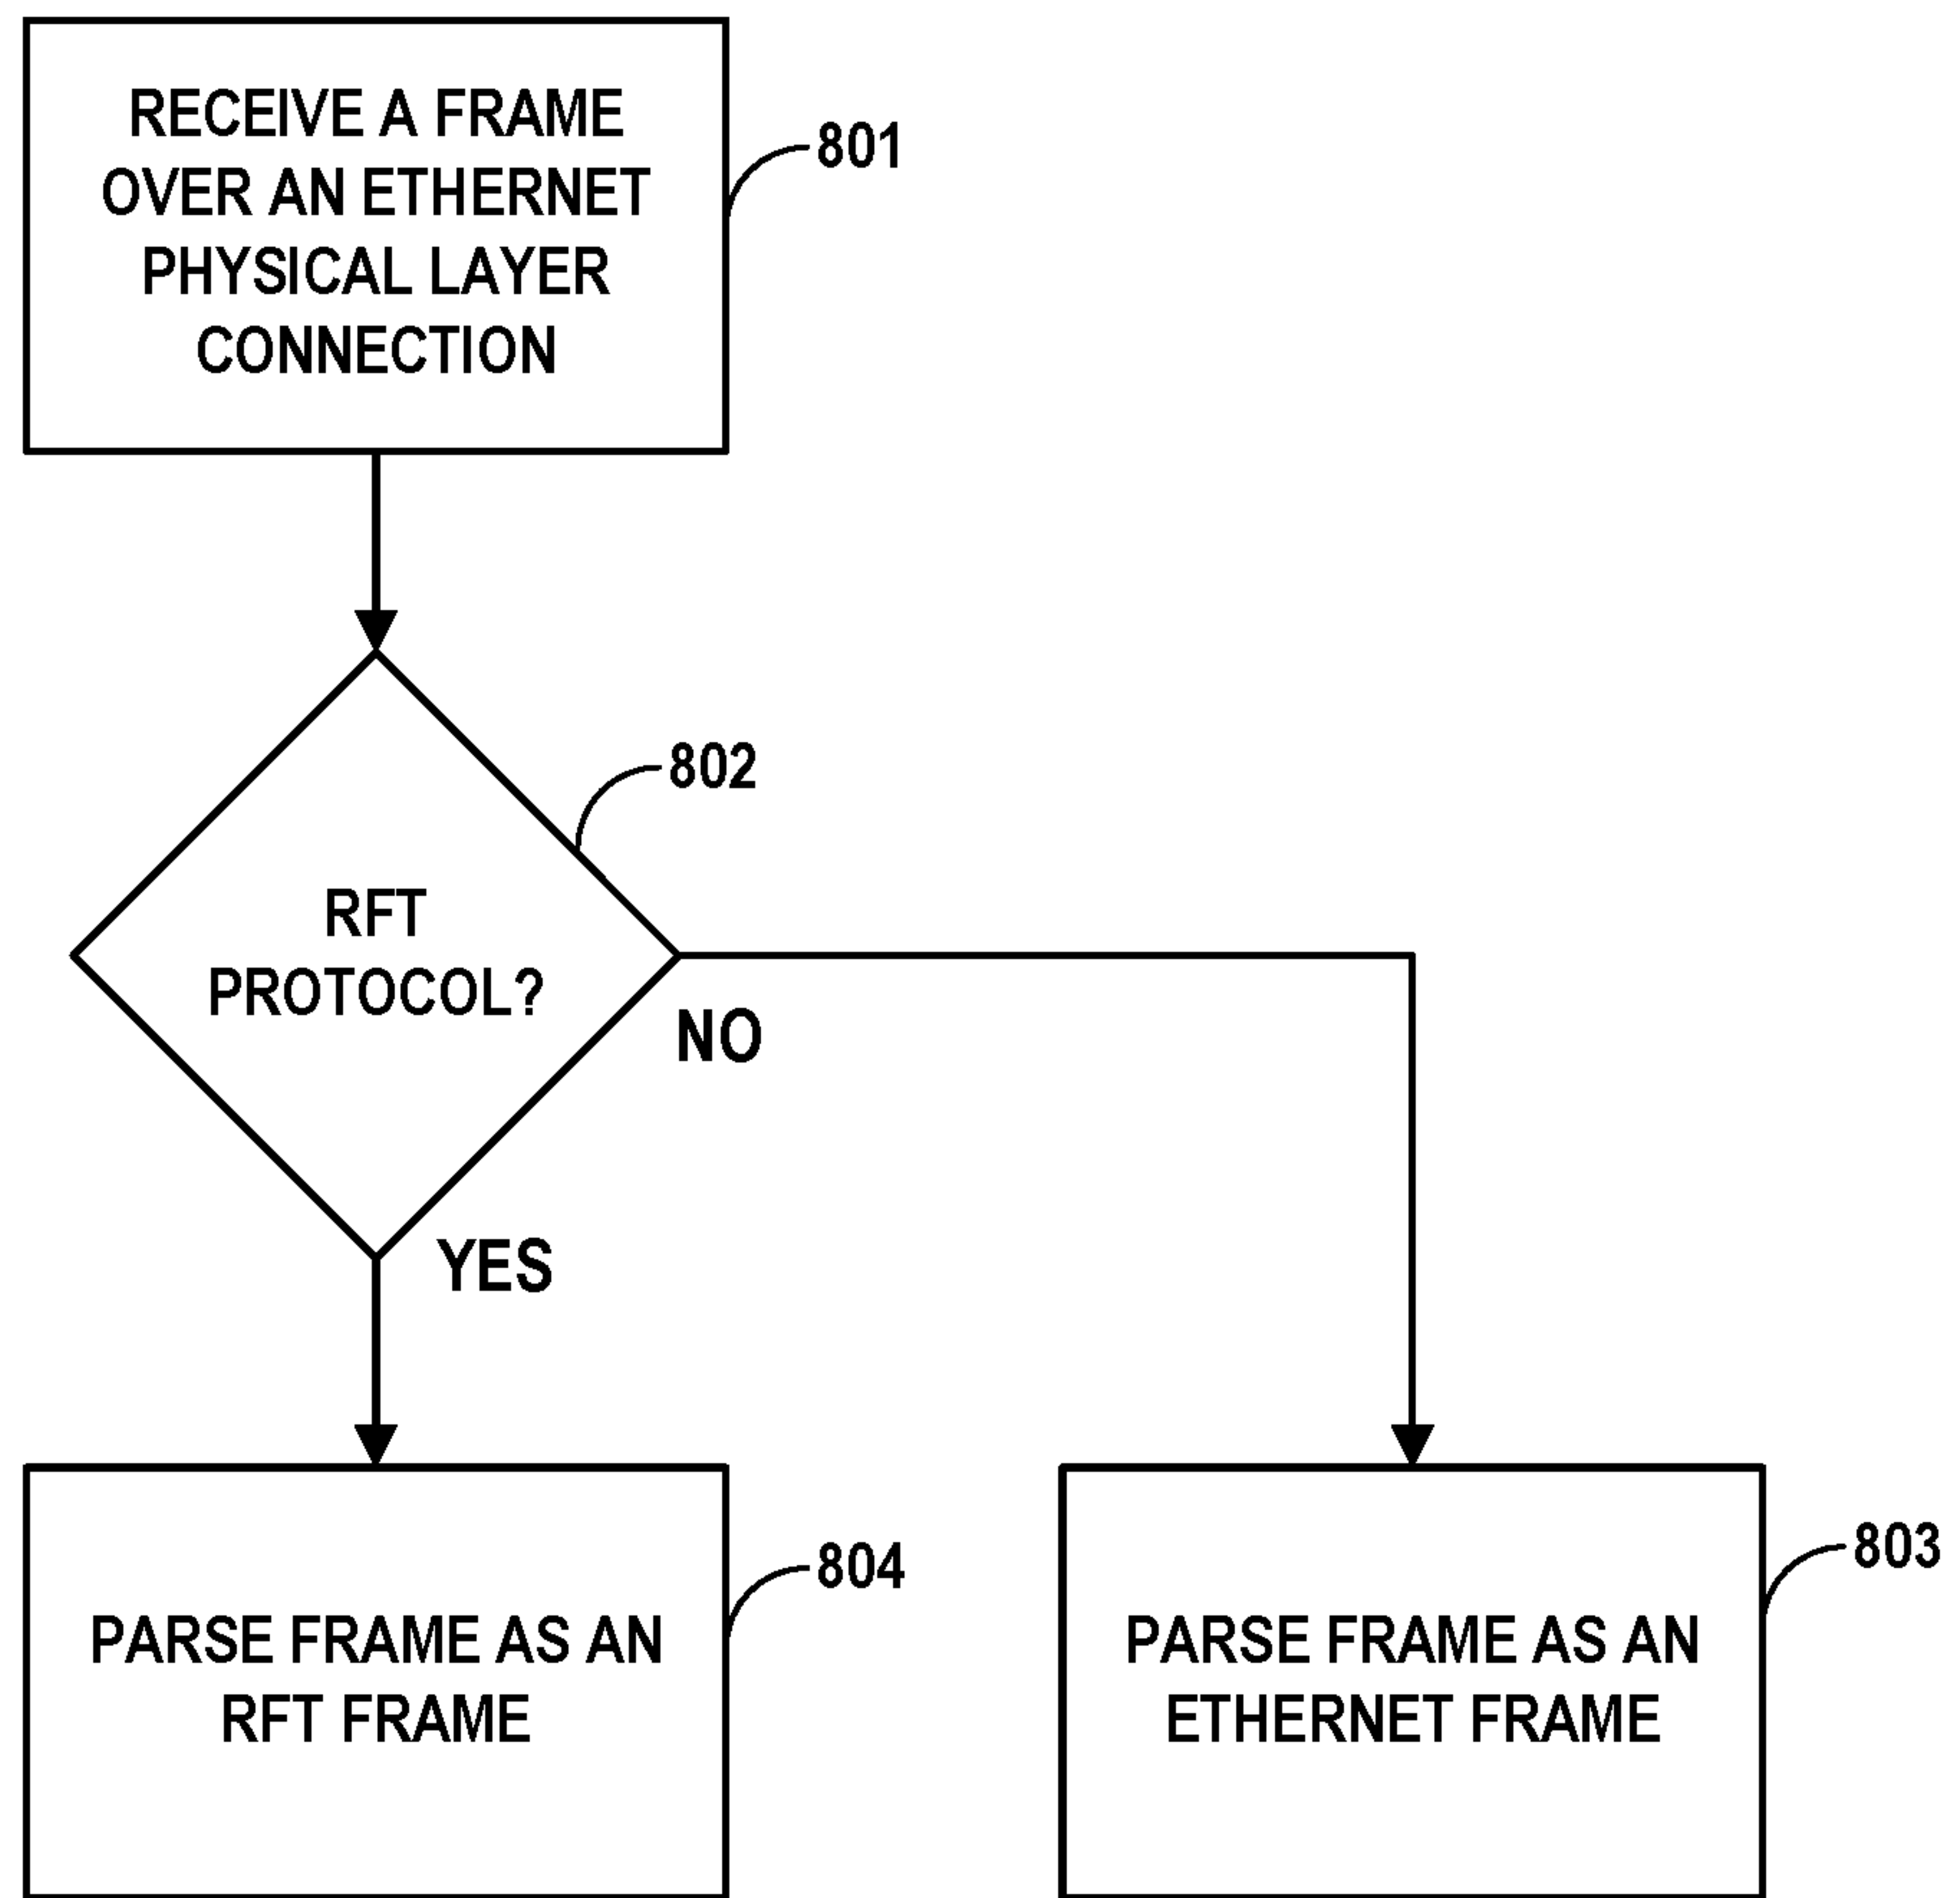 RECEIVE A FRAME
OVER AN ETHERNET
PHYSICAL LAYER
CONNECTION
801
802
RFT
PROTOCOL?
NO
YES
804
PARSE FRAME AS AN
RFT FRAME
803
PARSE FRAME AS AN
ETHERNET FRAME